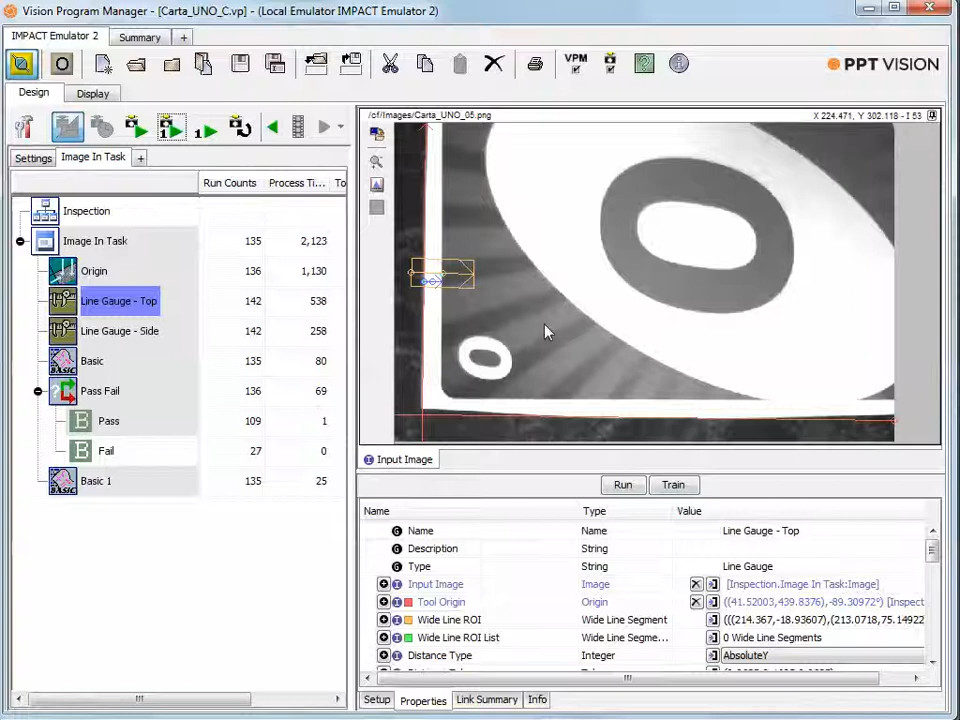 Vision Program Manager - [Carta_UNO_C.vp] - (Local Emulator IMPACT Emulator 2)
IMPACT Emulator 2
Summary
+
VPM
PPT VISION
Design
Display
1
1
Settings
Image In Task
+
Run Counts Process Ti... To
Inspection
Image In Task 135 2,123
Origin 136 1,130
Line Gauge - Top 142 538
Line Gauge - Side 142 258
Basic 135 80
Pass Fail 136 69
B Pass 109 1
B Fail 27 0
Basic 1 135 25
/cf/Images/Carta_UNO_05.png
X 224.471, Y 302.118 - I 53
0
0
Input Image
Run
Train
Name Type Value
Name Name Line Gauge - Top
Description String
Type String Line Gauge
Input Image Image [Inspection.Image In Task:Image]
Tool Origin Origin ((41.52003,439.8376),-89.30972°) [Inspect
Wide Line ROI Wide Line Segment (((214.367,-18.93607),(213.0718,75.14922
Wide Line ROI List Wide Line Segme... 0 Wide Line Segments
Distance Type Integer AbsoluteY
Setup
Properties
Link Summary
Info